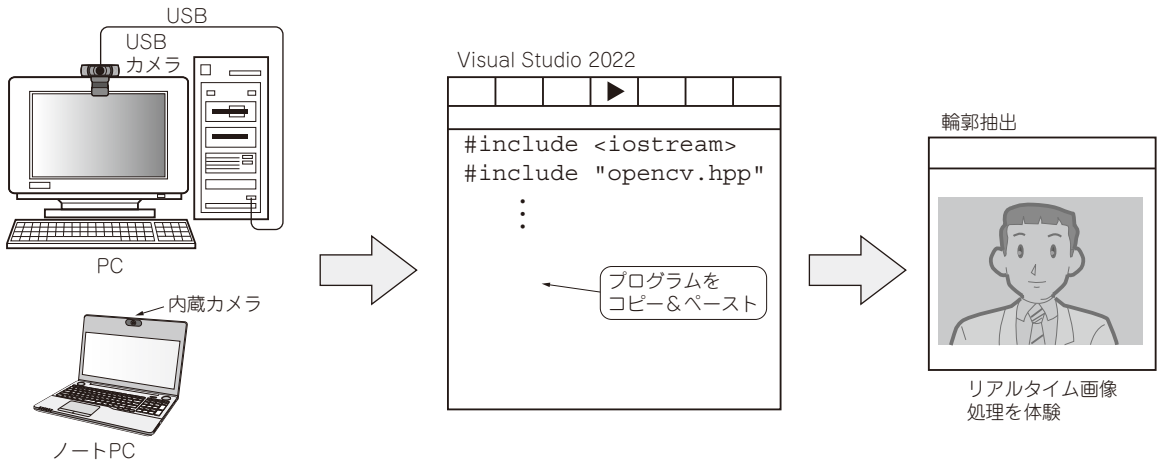 USB
USB
カメラ
PC
内蔵カメラ
ノートPC
Visual Studio 2022
#include <iostream>
#include "opencv.hpp"
プログラムを
コピー&ペースト
輪郭抽出
リアルタイム画像
処理を体験